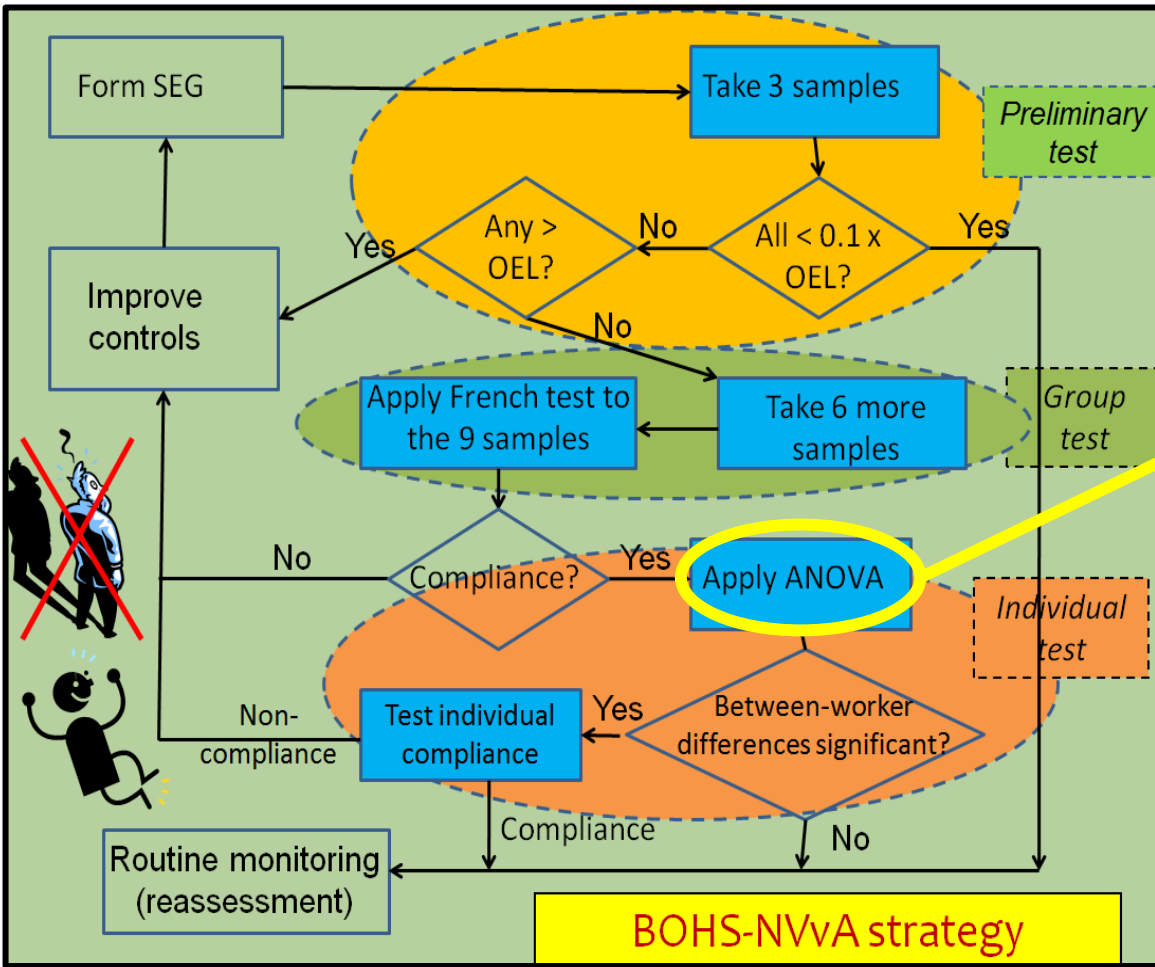 Form SEG
Take 3 samples
Preliminary
test
All < 0.1 x
OEL?
Yes
No
Any >
OEL?
Yes
No
Improve
controls
Take 6 more
samples
Group
test
Apply French test to
the 9 samples
Compliance?
No
Yes
Apply ANOVA
Individual
test
Between-worker
differences significant?
Yes
No
Test individual
compliance
Non-
compliance
Compliance
Routine monitoring
(reassessment)
BOHS-NVvA strategy